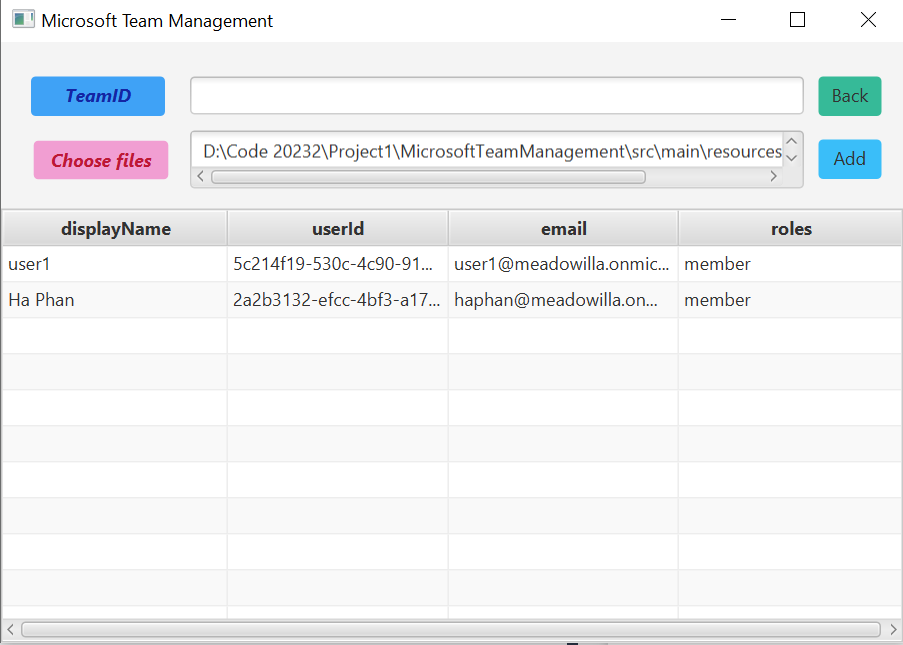 Microsoft Team Management
TeamID
Back
Choose files
D:\Code 20232\Project1\MicrosoftTeamManagement\src\main\resources
Add
displayName userId email roles
user1 5c214f19-530c-4c90-91... user1@meadowilla.onmic... member
Ha Phan 2a2b3132-efcc-4bf3-a17... haphan@meadowilla.on... member